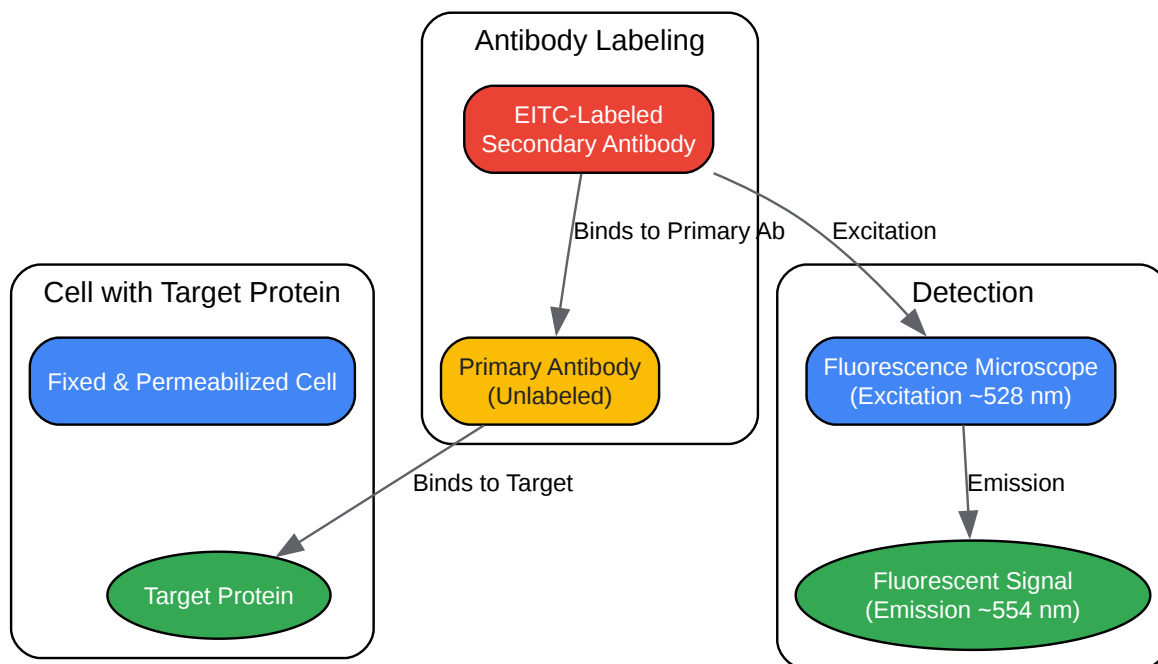 Antibody Labeling
EITC-Labeled
Secondary Antibody
Binds to Primary Ab
Excitation
Cell with Target Protein
Detection
Fixed & Permeabilized Cell
Primary Antibody
(Unlabeled)
Fluorescence Microscope
(Excitation ~528 nm)
Binds to Target
Emission
Target Protein
Fluorescent Signal
(Emission ~554 nm)